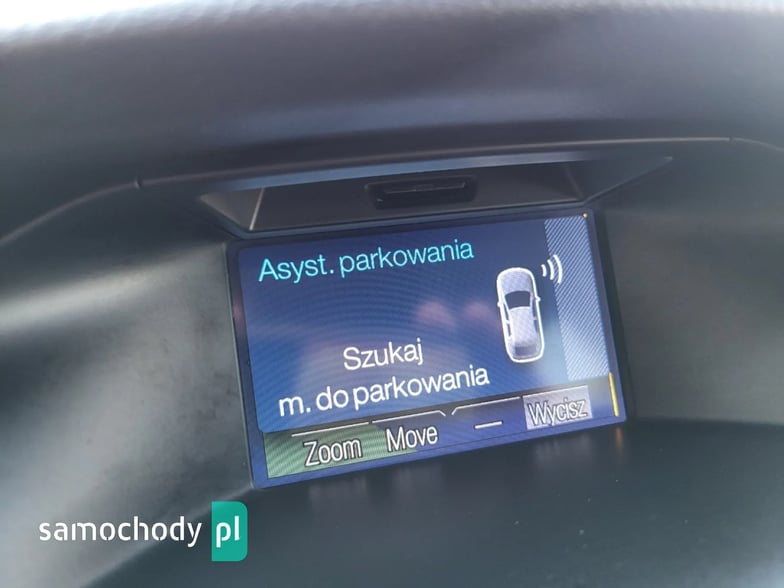 Asyst. parkowania
Szukaj
m. do parkowania
Zoom Move — Wycisz
samochody pl